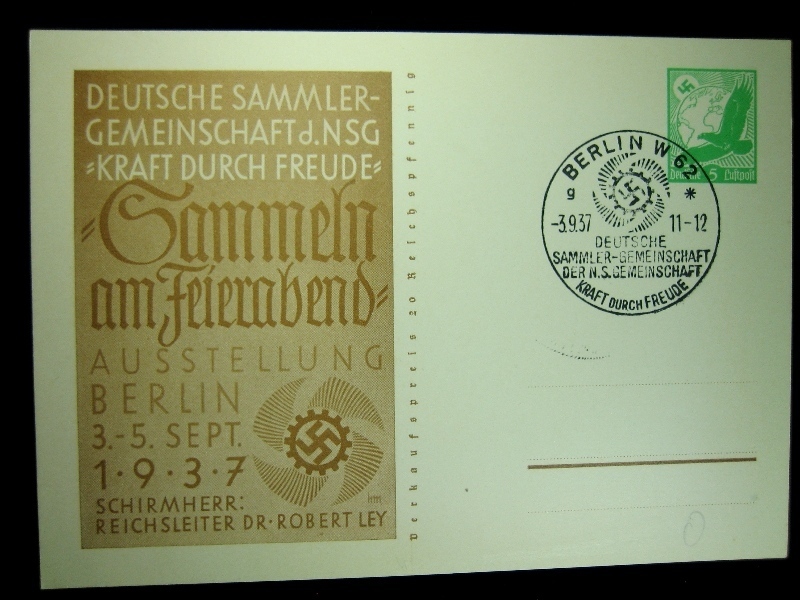 DEUTSCHE SAMMLER-
GEMEINSCHAFT d. NSG
"KRAFT DURCH FREUDE"
"Sammeln
am Feierabend"
AUSSTELLUNG
BERLIN
3.-5. SEPT.
1·9·3·7
SCHIRMHERR:
REICHSLEITER DR·ROBERT LEY
HM
Verkaufspreis 20 Reichspfennig
Deutsche 5 Luftpost
BERLIN W 62
g *
-3.9.37 11-12
DEUTSCHE
SAMMLER-GEMEINSCHAFT
DER N.S.GEMEINSCHAFT
KRAFT DURCH FREUDE